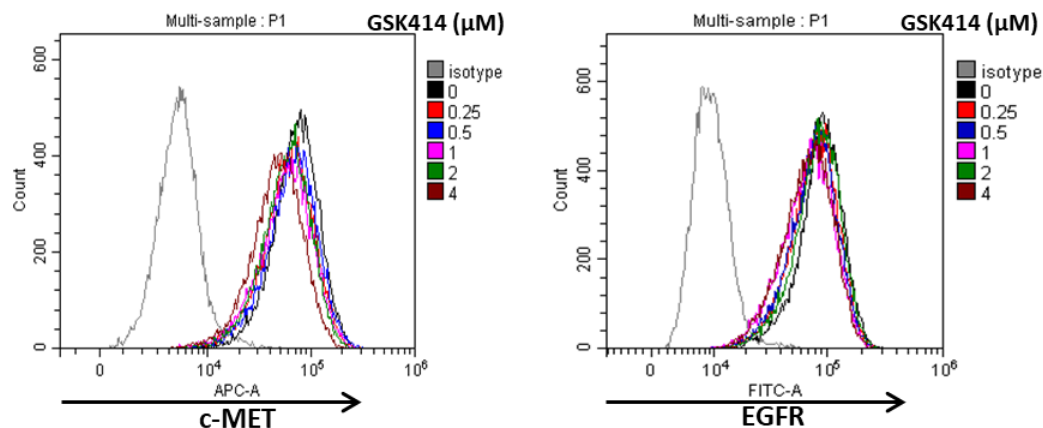 Multi-sample : P1
GSK414 (µM)
Count
600
400
200
0
isotype
0
0.25
0.5
1
2
4
0
10^4
10^5
10^6
APC-A
c-MET
Multi-sample : P1
GSK414 (µM)
Count
600
400
200
0
isotype
0
0.25
0.5
1
2
4
0
10^4
10^5
10^6
FITC-A
EGFR